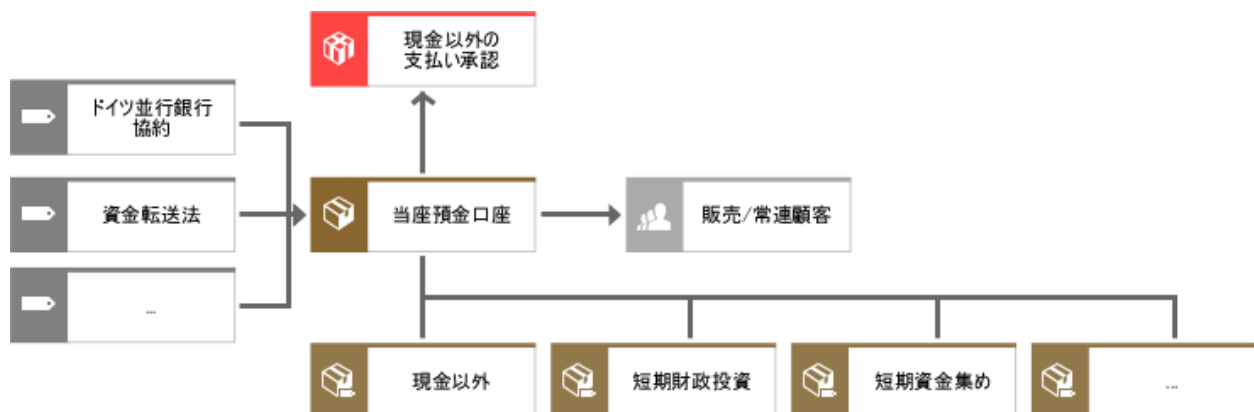 現金以外の
支払い承認
ドイツ並行銀行
協約
資金転送法
当座預金口座
販売/常連顧客
...
現金以外
短期財政投資
短期資金集め
...